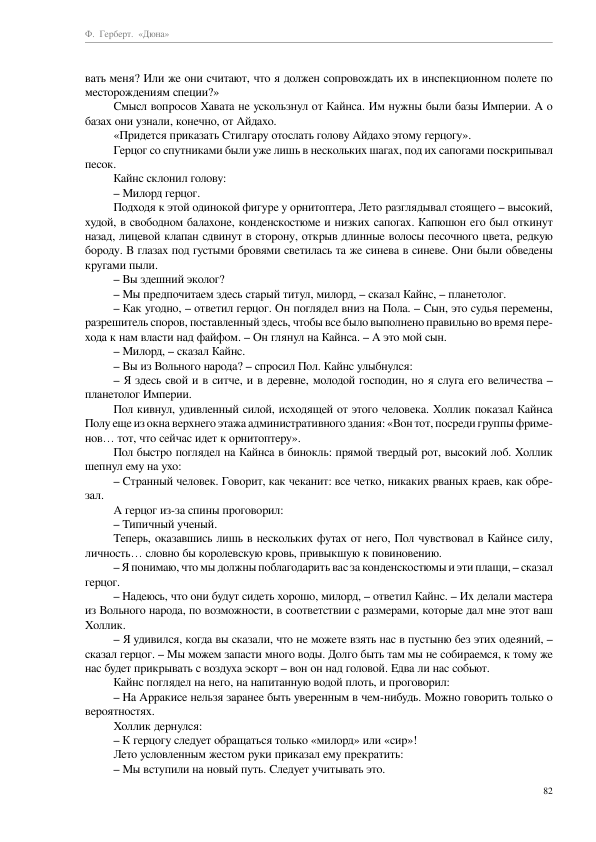 Ф. Герберт. «Дюна»
вать меня? Или же они считают, что я должен сопровождать их в инспекционном полете по
месторождениям специи?»
Смысл вопросов Хавата не ускользнул от Кайнса. Им нужны были базы Империи. А о
базах они узнали, конечно, от Айдахо.
«Придется приказать Стилгару отослать голову Айдахо этому герцогу».
Герцог со спутниками были уже лишь в нескольких шагах, под их сапогами поскрипывал
песок.
Кайнс склонил голову:
– Милорд герцог.
Подходя к этой одинокой фигуре у орнитоптера, Лето разглядывал стоящего – высокий,
худой, в свободном балахоне, конденскостюме и низких сапогах. Капюшон его был откинут
назад, лицевой клапан сдвинут в сторону, открыв длинные волосы песочного цвета, редкую
бороду. В глазах под густыми бровями светилась та же синева в синеве. Они были обведены
кругами пыли.
– Вы здешний эколог?
– Мы предпочитаем здесь старый титул, милорд, – сказал Кайнс, – планетолог.
– Как угодно, – ответил герцог. Он поглядел вниз на Пола. – Сын, это судья перемены,
разрешитель споров, поставленный здесь, чтобы все было выполнено правильно во время пере-
хода к нам власти над файфом. – Он глянул на Кайнса. – А это мой сын.
– Милорд, – сказал Кайнс.
– Вы из Вольного народа? – спросил Пол. Кайнс улыбнулся:
– Я здесь свой и в ситче, и в деревне, молодой господин, но я слуга его величества –
планетолог Империи.
Пол кивнул, удивленный силой, исходящей от этого человека. Холлик показал Кайнса
Полу еще из окна верхнего этажа административного здания: «Вон тот, посреди группы фриме-
нов… тот, что сейчас идет к орнитоптеру».
Пол быстро поглядел на Кайнса в бинокль: прямой твердый рот, высокий лоб. Холлик
шепнул ему на ухо:
– Странный человек. Говорит, как чеканит: все четко, никаких рваных краев, как обре-
зал.
А герцог из-за спины проговорил:
– Типичный ученый.
Теперь, оказавшись лишь в нескольких футах от него, Пол чувствовал в Кайнсе силу,
личность… словно бы королевскую кровь, привыкшую к повиновению.
– Я понимаю, что мы должны поблагодарить вас за конденскостюмы и эти плащи, – сказал
герцог.
– Надеюсь, что они будут сидеть хорошо, милорд, – ответил Кайнс. – Их делали мастера
из Вольного народа, по возможности, в соответствии с размерами, которые дал мне этот ваш
Холлик.
– Я удивился, когда вы сказали, что не можете взять нас в пустыню без этих одеяний, –
сказал герцог. – Мы можем запасти много воды. Долго быть там мы не собираемся, к тому же
нас будет прикрывать с воздуха эскорт – вон он над головой. Едва ли нас собьют.
Кайнс поглядел на него, на напитанную водой плоть, и проговорил:
– На Арракисе нельзя заранее быть уверенным в чем-нибудь. Можно говорить только о
вероятностях.
Холлик дернулся:
– К герцогу следует обращаться только «милорд» или «сир»!
Лето условленным жестом руки приказал ему прекратить:
– Мы вступили на новый путь. Следует учитывать это.
82